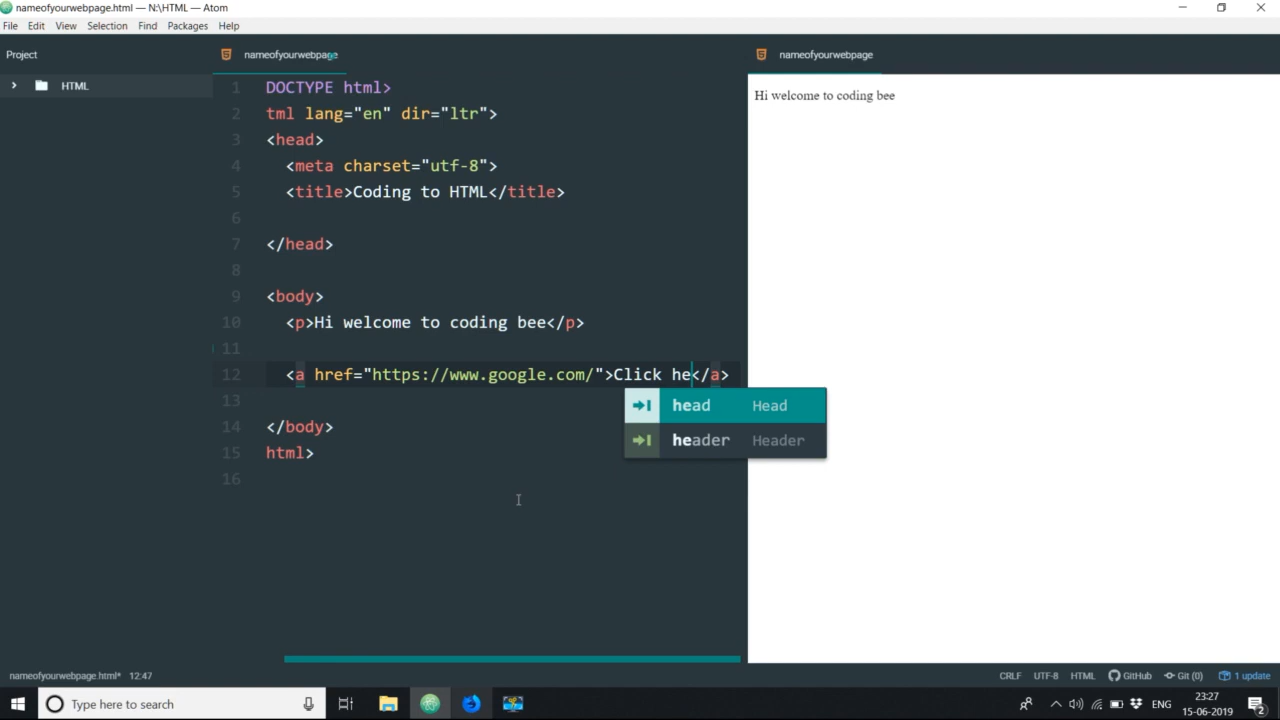 nameofyourwebpage.html — N:\HTML — Atom
File Edit View Selection Find Packages Help
Project
nameofyourwebpage
nameofyourwebpage
HTML
1 DOCTYPE html>
2 tml lang="en" dir="ltr">
3 <head>
4 <meta charset="utf-8">
5 <title>Coding to HTML</title>
6
7 </head>
8
9 <body>
10 <p>Hi welcome to coding bee</p>
11
12 <a href="https://www.google.com/">Click he</a>
13
14 </body>
15 html>
16
head Head
header Header
Hi welcome to coding bee
nameofyourwebpage.html* 12:47
CRLF UTF-8 HTML GitHub Git (0) 1 update
Type here to search
ENG
23:27
15-06-2019
2